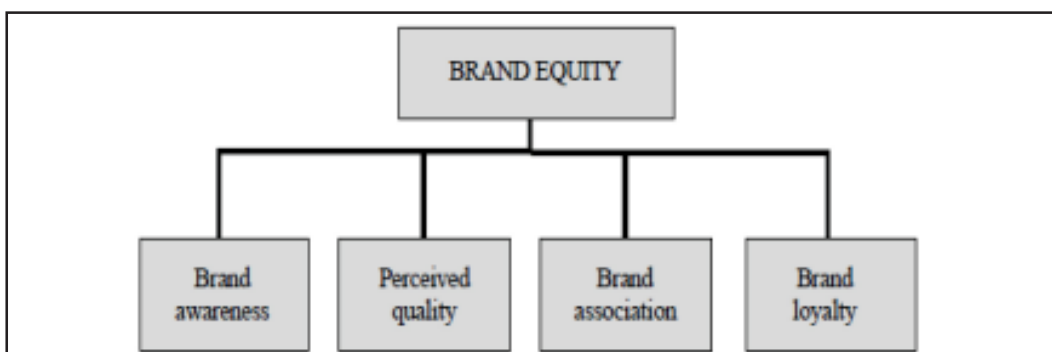 BRAND EQUITY
Brand
awareness
Perceived
quality
Brand
association
Brand
loyalty